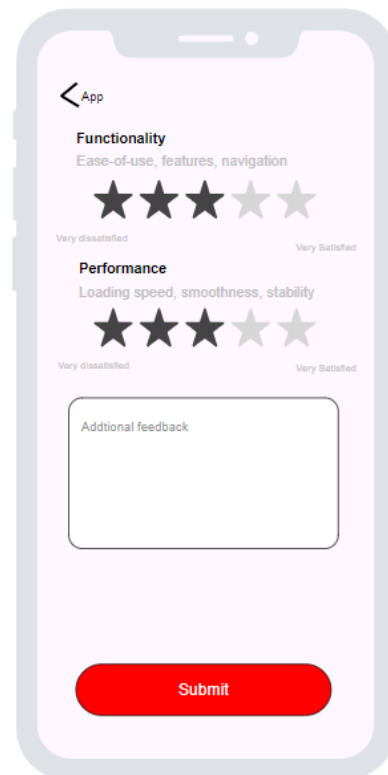 App
Functionality
Ease-of-use, features, navigation
Very dissatisfied
Very Satisfied
Performance
Loading speed, smoothness, stability
Very dissatisfied
Very Satisfied
Addtional feedback
Submit